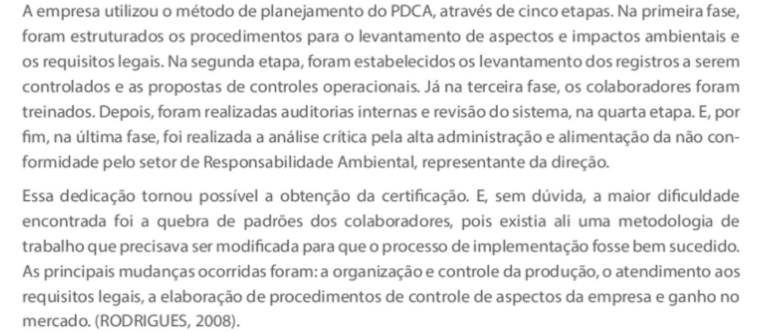 A empresa utilizou o método de planejamento do PDCA, através de cinco etapas. Na primeira fase,
foram estruturados os procedimentos para o levantamento de aspectos e impactos ambientais e
os requisitos legais. Na segunda etapa, foram estabelecidos os levantamento dos registros a serem
controlados e as propostas de controles operacionais. Já na terceira fase, os colaboradores foram
treinados. Depois, foram realizadas auditorias internas e revisão do sistema, na quarta etapa. E, por
fim, na última fase, foi realizada a análise crítica pela alta administração e alimentação da não con-
formidade pelo setor de Responsabilidade Ambiental, representante da direção.
Essa dedicação tornou possível a obtenção da certificação. E, sem dúvida, a maior dificuldade
encontrada foi a quebra de padrões dos colaboradores, pois existia ali uma metodologia de
trabalho que precisava ser modificada para que o processo de implementação fosse bem sucedido.
As principais mudanças ocorridas foram: a organização e controle da produção, o atendimento aos
requisitos legais, a elaboração de procedimentos de controle de aspectos da empresa e ganho no
mercado. (RODRIGUES, 2008).